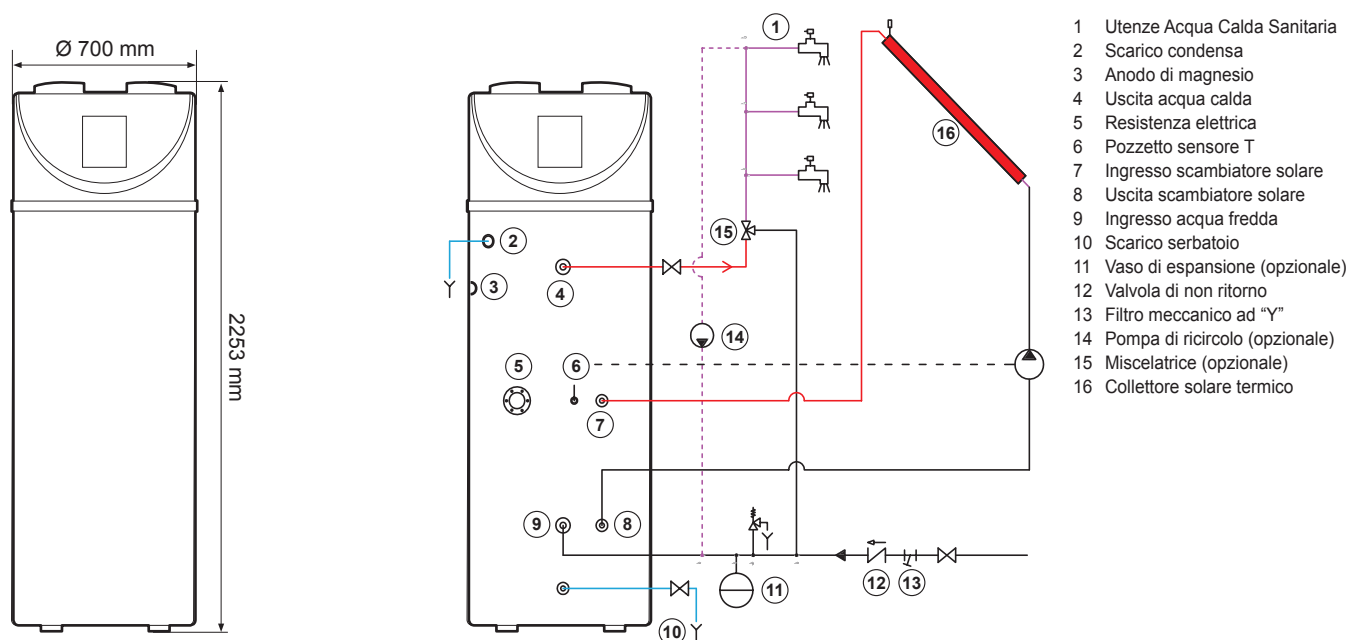 Ø 700 mm
2253 mm
1
2
3
4
5
6
7
8
9
10
11
12
13
14
15
16
1 Utenze Acqua Calda Sanitaria
2 Scarico condensa
3 Anodo di magnesio
4 Uscita acqua calda
5 Resistenza elettrica
6 Pozzetto sensore T
7 Ingresso scambiatore solare
8 Uscita scambiatore solare
9 Ingresso acqua fredda
10 Scarico serbatoio
11 Vaso di espansione (opzionale)
12 Valvola di non ritorno
13 Filtro meccanico ad “Y”
14 Pompa di ricircolo (opzionale)
15 Miscelatrice (opzionale)
16 Collettore solare termico